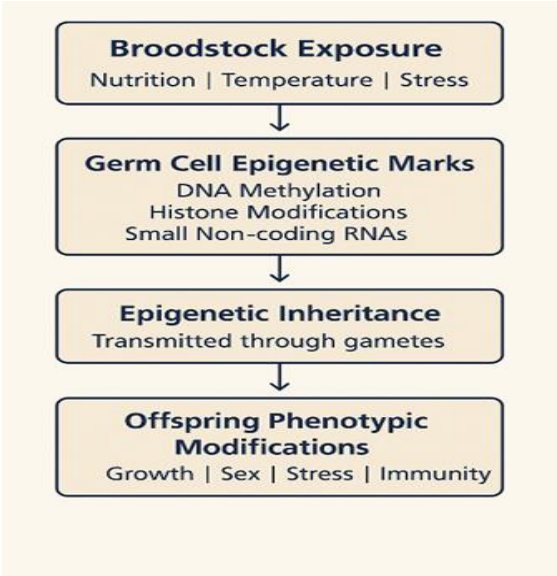 Broodstock Exposure
Nutrition | Temperature | Stress
Germ Cell Epigenetic Marks
DNA Methylation
Histone Modifications
Small Non-coding RNAs
Epigenetic Inheritance
Transmitted through gametes
Offspring Phenotypic
Modifications
Growth | Sex | Stress | Immunity